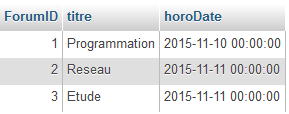 ForumID titre horoDate
1 Programmation 2015-11-10 00:00:00
2 Reseau 2015-11-11 00:00:00
3 Etude 2015-11-11 00:00:00